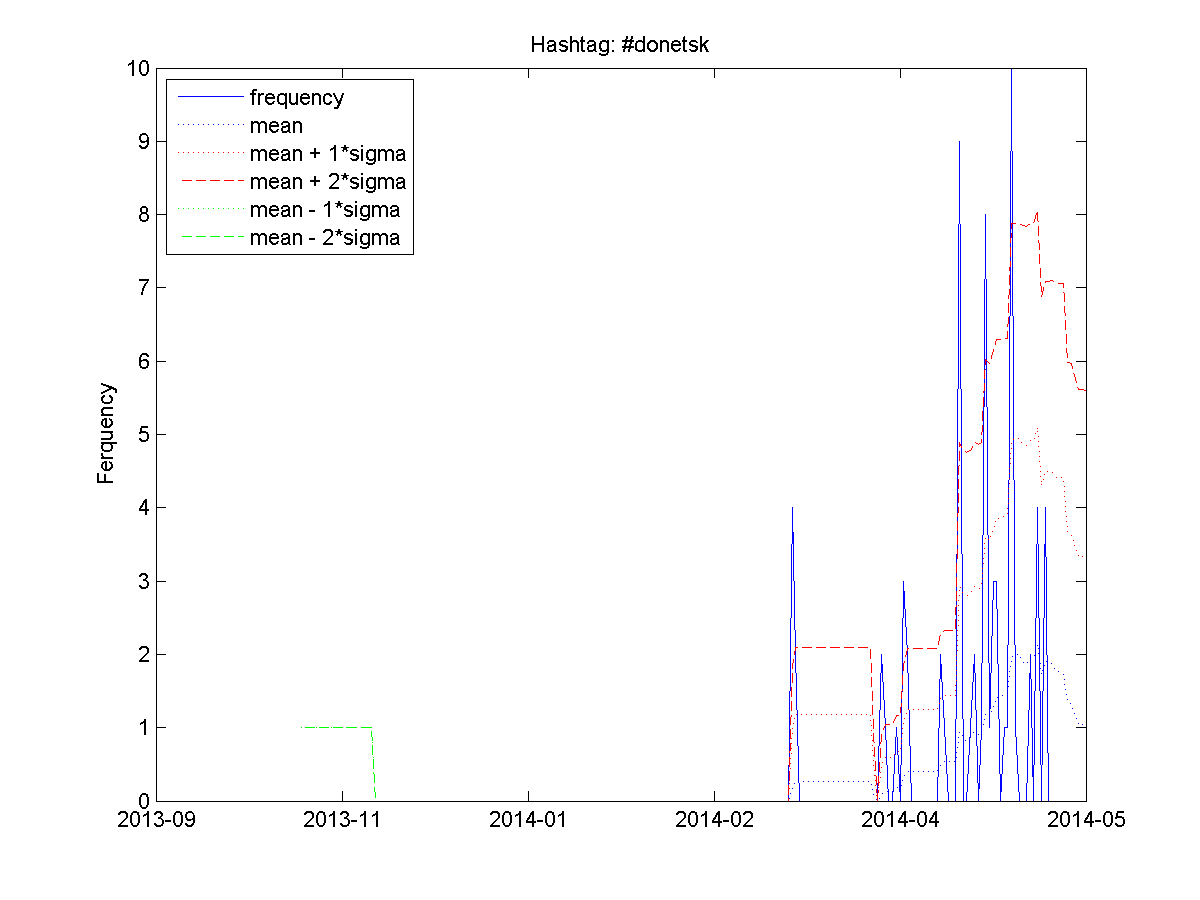 Hashtag: #donetsk
10
9
8
7
6
5
4
3
2
1
0
Ferquency
frequency
mean
mean + 1*sigma
mean + 2*sigma
mean - 1*sigma
mean - 2*sigma
2013-09 2013-11 2014-01 2014-02 2014-04 2014-05